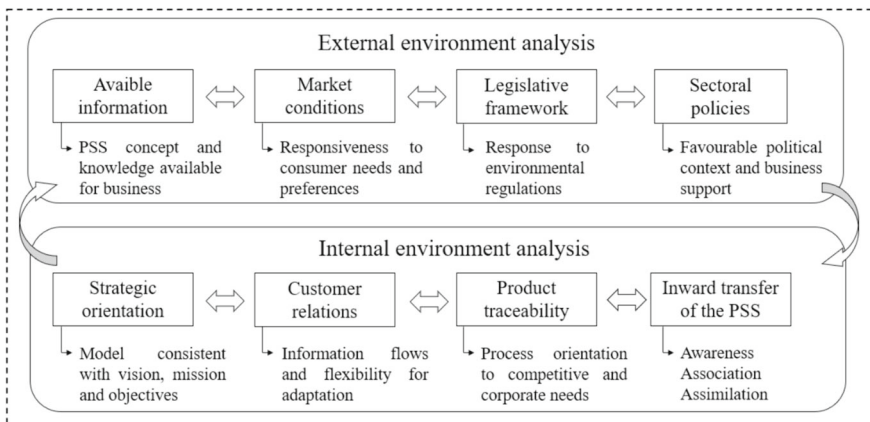 External environment analysis
Avaible
information
Market
conditions
Legislative
framework
Sectoral
policies
PSS concept and
knowledge available
for business
Responsiveness to
consumer needs and
preferences
Response to
environmental
regulations
Favourable political
context and business
support
Internal environment analysis
Strategic
orientation
Customer
relations
Product
traceability
Inward transfer
of the PSS
Model consistent
with vision, mission
and objectives
Information flows
and flexibility for
adaptation
Process orientation
to competitive and
corporate needs
Awareness
Association
Assimilation